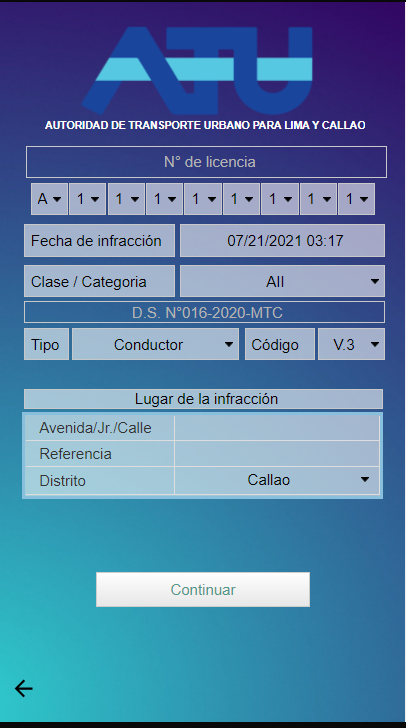 ATU
AUTORIDAD DE TRANSPORTE URBANO PARA LIMA Y CALLAO
N° de licencia
A 1 1 1 1 1 1 1 1
Fecha de infracción 07/21/2021 03:17
Clase / Categoria AII
D.S. N°016-2020-MTC
Tipo Conductor Código V.3
Lugar de la infracción
Avenida/Jr./Calle
Referencia
Distrito Callao
Continuar